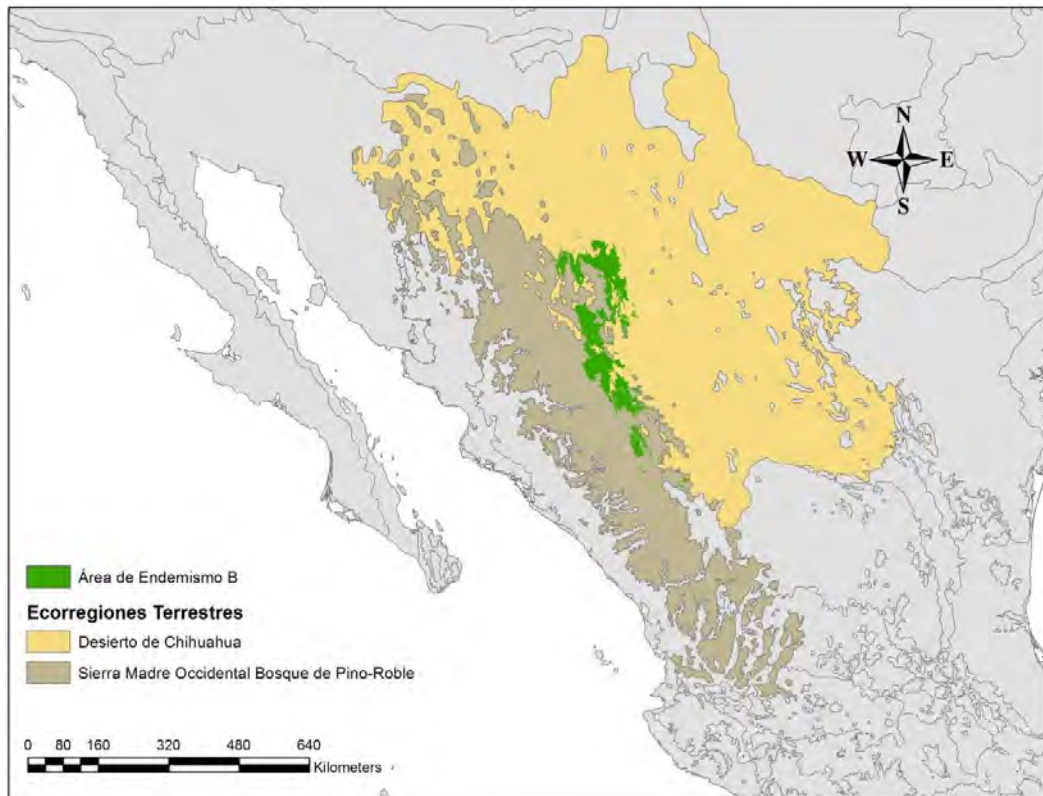 N
W E
S
Área de Endemismo B
Ecorregiones Terrestres
Desierto de Chihuahua
Sierra Madre Occidental Bosque de Pino-Roble
0 80 160 320 480 640
Kilometers